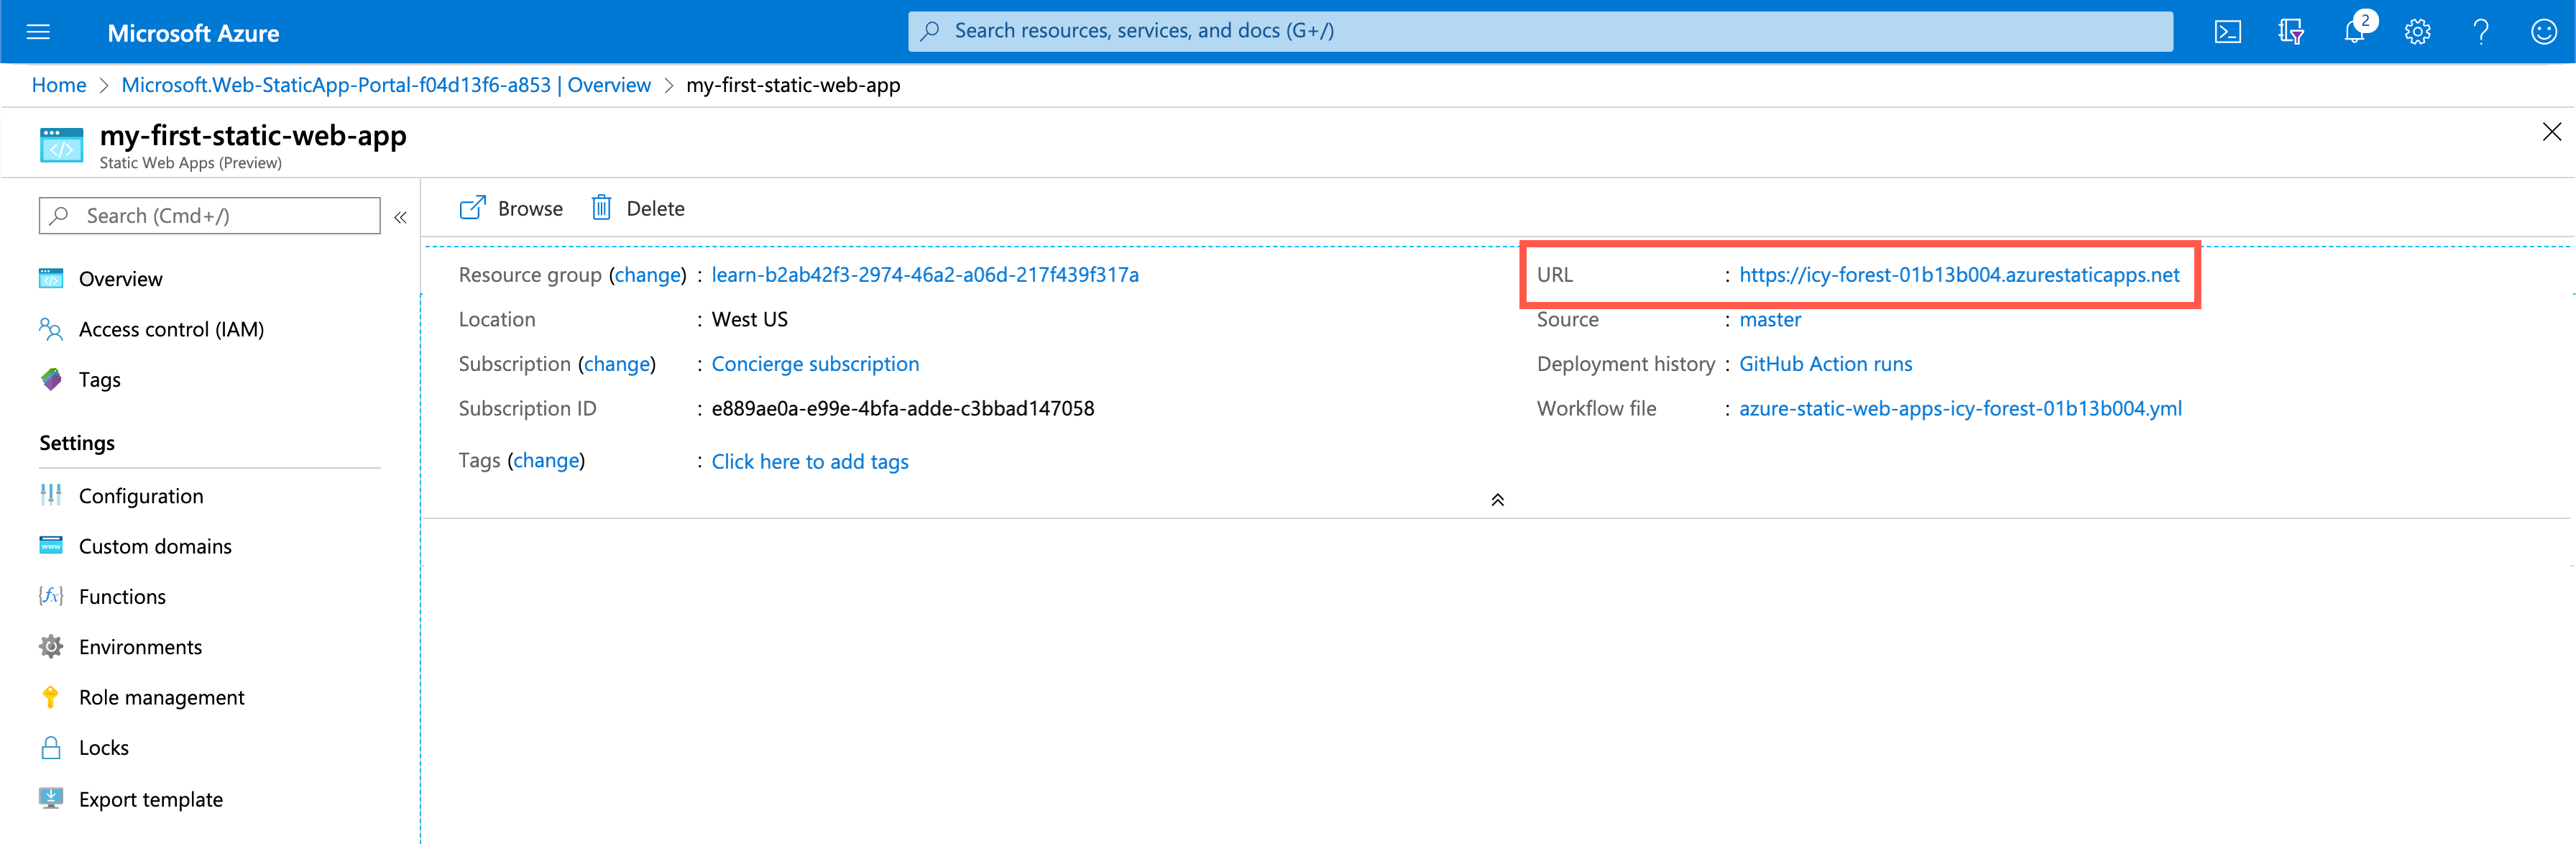 Microsoft Azure
Search resources, services, and docs (G+/)
2
Home > Microsoft.Web-StaticApp-Portal-f04d13f6-a853 | Overview > my-first-static-web-app
my-first-static-web-app
Static Web Apps (Preview)
Search (Cmd+/)
«
Overview
Access control (IAM)
Tags
Settings
Configuration
www
Custom domains
Functions
Environments
Role management
Locks
Export template
Browse
Delete
Resource group (change) : learn-b2ab42f3-2974-46a2-a06d-217f439f317a
Location : West US
Subscription (change) : Concierge subscription
Subscription ID : e889ae0a-e99e-4bfa-adde-c3bbad147058
Tags (change) : Click here to add tags
URL : https://icy-forest-01b13b004.azurestaticapps.net
Source : master
Deployment history : GitHub Action runs
Workflow file : azure-static-web-apps-icy-forest-01b13b004.yml